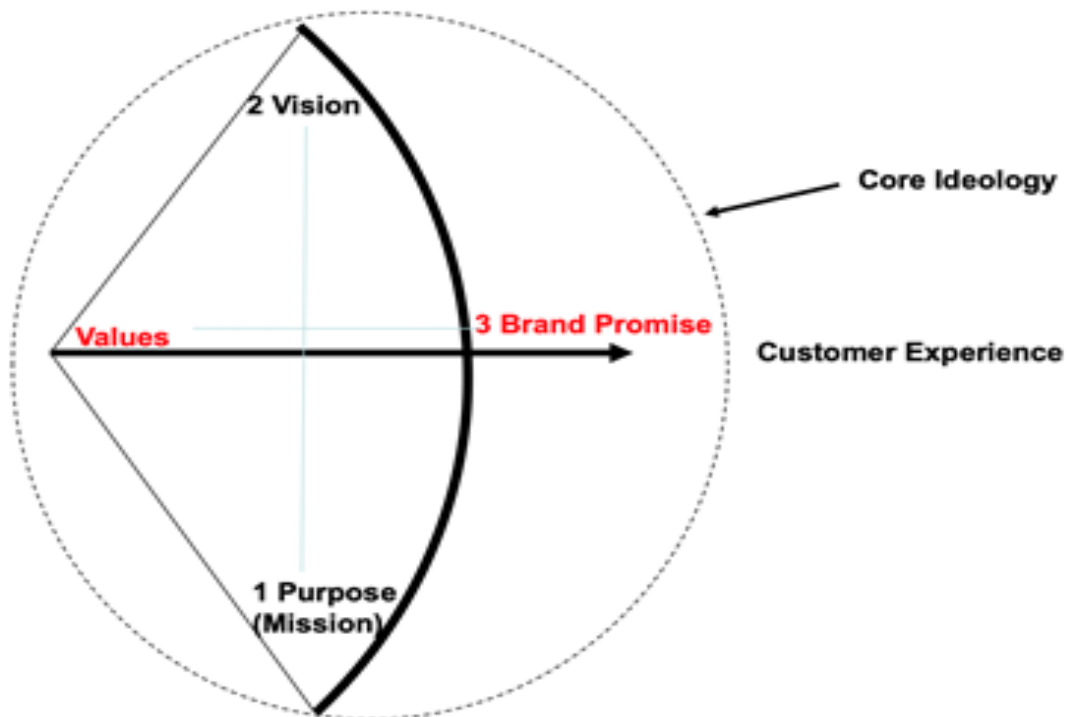 2 Vision
Core Ideology
Values
3 Brand Promise
Customer Experience
1 Purpose
(Mission)